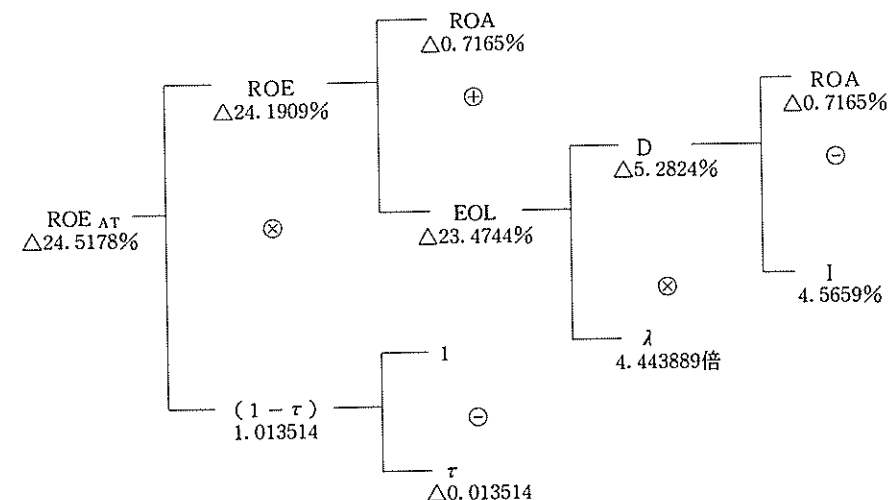 ROA
△0.7165%
ROE
△24.1909%
⊕
ROA
△0.7165%
D
△5.2824%
⊖
ROE AT
△24.5178%
⊗
EOL
△23.4744%
I
4.5659%
⊗
λ
4.443889倍
1
(1-τ)
1.013514
⊖
τ
△0.013514